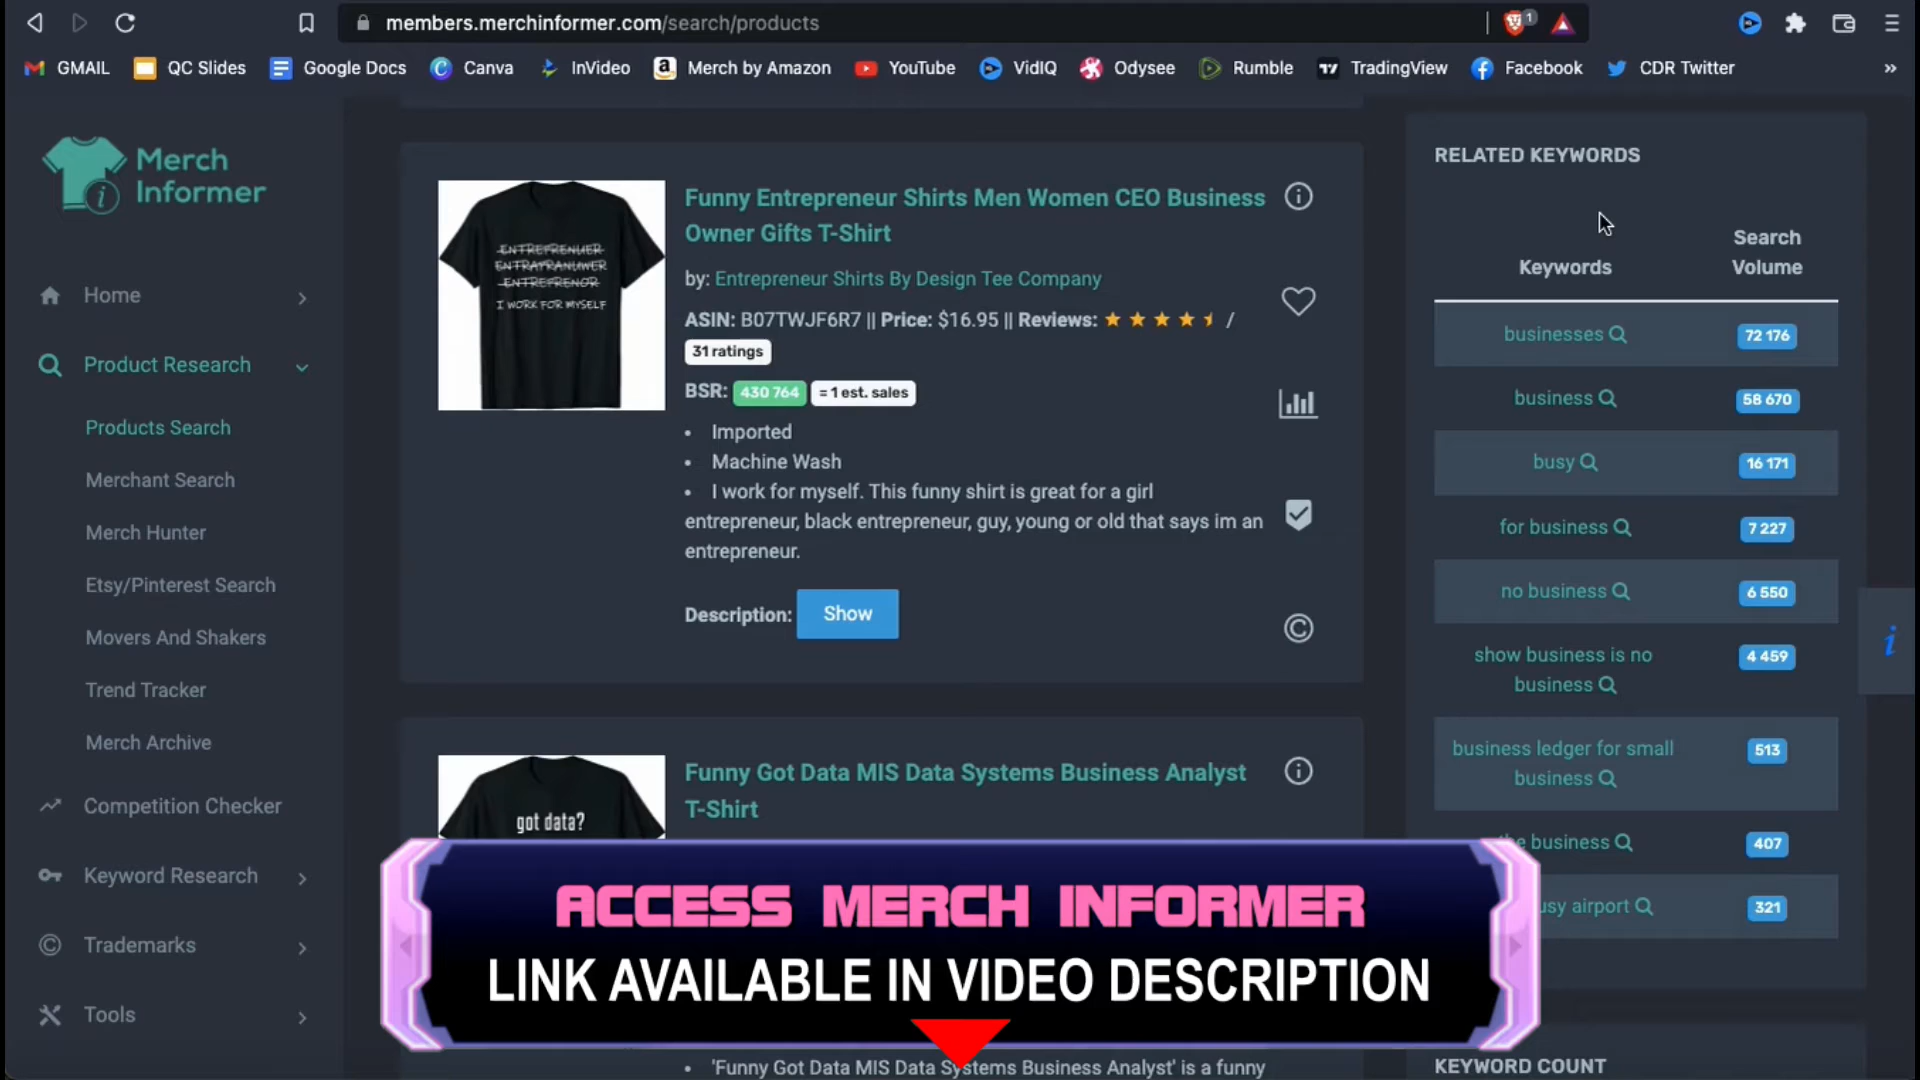 members.merchinformer.com/search/products
1
GMAIL
QC Slides
Google Docs
Canva
InVideo
Merch by Amazon
YouTube
VidIQ
Odysee
Rumble
TradingView
Facebook
CDR Twitter
»
Merch
Informer
Home
Product Research
Products Search
Merchant Search
Merch Hunter
Etsy/Pinterest Search
Movers And Shakers
Trend Tracker
Merch Archive
Competition Checker
Keyword Research
Trademarks
Tools
ENTREPRENUER
ENTRAPRANUWER
ENTREPRENOR
I WORK FOR MYSELF
Funny Entrepreneur Shirts Men Women CEO Business
Owner Gifts T-Shirt
by: Entrepreneur Shirts By Design Tee Company
ASIN: B07TWJF6R7 || Price: $16.95 || Reviews: /
31 ratings
BSR: 430 764 = 1 est. sales
• Imported
• Machine Wash
• I work for myself. This funny shirt is great for a girl
entrepreneur, black entrepreneur, guy, young or old that says im an
entrepreneur.
Description: Show
got data?
Funny Got Data MIS Data Systems Business Analyst
T-Shirt
• 'Funny Got Data MIS Data Systems Business Analyst' is a funny
RELATED KEYWORDS
Keywords
Search
Volume
businesses 72 176
business 58 670
busy 16 171
for business 7 227
no business 6 550
show business is no
business 4 459
business ledger for small
business 513
business 407
airport 321
KEYWORD COUNT
i
ACCESS MERCH INFORMER
LINK AVAILABLE IN VIDEO DESCRIPTION